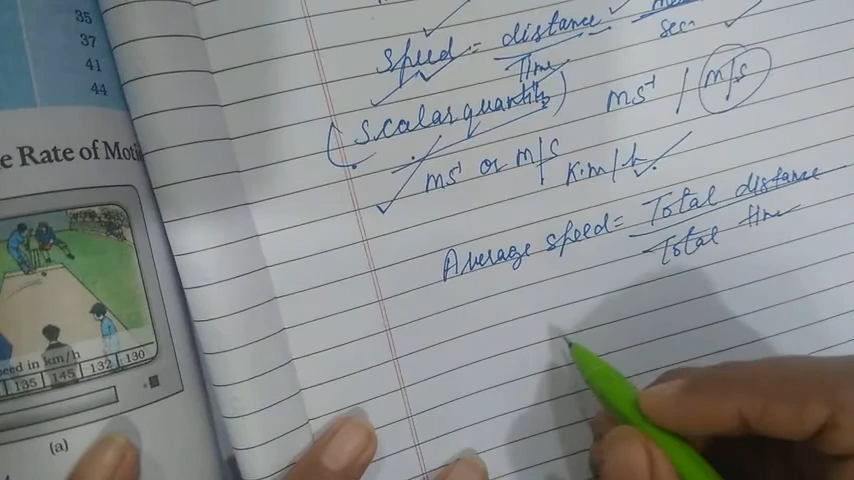 35
37
41
44
e Rate of Moti
peed in km/h
135 145 132 130
(a)
sec
Speed = distance
Time
(Scalar quantity) ms⁻¹ / m/s
ms⁻¹ or m/s k.m/h
Average speed = Total distance
Total time